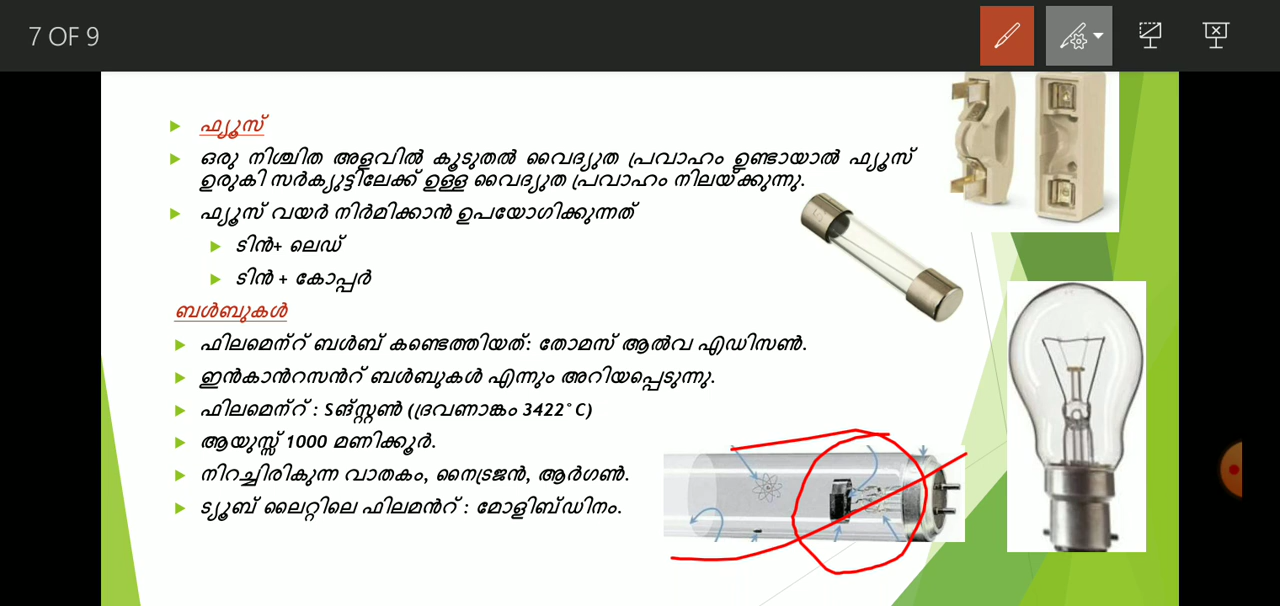 7 OF 9
ഫ്യൂസ്
ഒരു നിശ്ചിത അളവിൽ കൂടുതൽ വൈദ്യുത പ്രവാഹം ഉണ്ടായാൽ ഫ്യൂസ്
ഉരുകി സർക്യുട്ടിലേക്ക് ഉള്ള വൈദ്യുത പ്രവാഹം നിലയ്ക്കുന്നു.
ഫ്യൂസ് വയർ നിർമിക്കാൻ ഉപയോഗിക്കുന്നത്
ടിൻ+ ലെഡ്
ടിൻ + കോപ്പർ
ബൾബുകൾ
ഫിലമെന്റ് ബൾബ് കണ്ടെത്തിയത്: തോമസ് ആൽവ എഡിസൺ.
ഇൻകാൻറസൻറ് ബൾബുകൾ എന്നും അറിയപ്പെടുന്നു.
ഫിലമെന്റ് : Sങ്സ്റ്റൺ (ദ്രവണാങ്കം 3422°C)
ആയുസ്സ് 1000 മണിക്കൂർ.
നിറച്ചിരികുന്ന വാതകം, നൈട്രജൻ, ആർഗൺ.
ട്യൂബ് ലൈറ്റിലെ ഫിലമൻറ് : മോളിബ്ഡിനം.